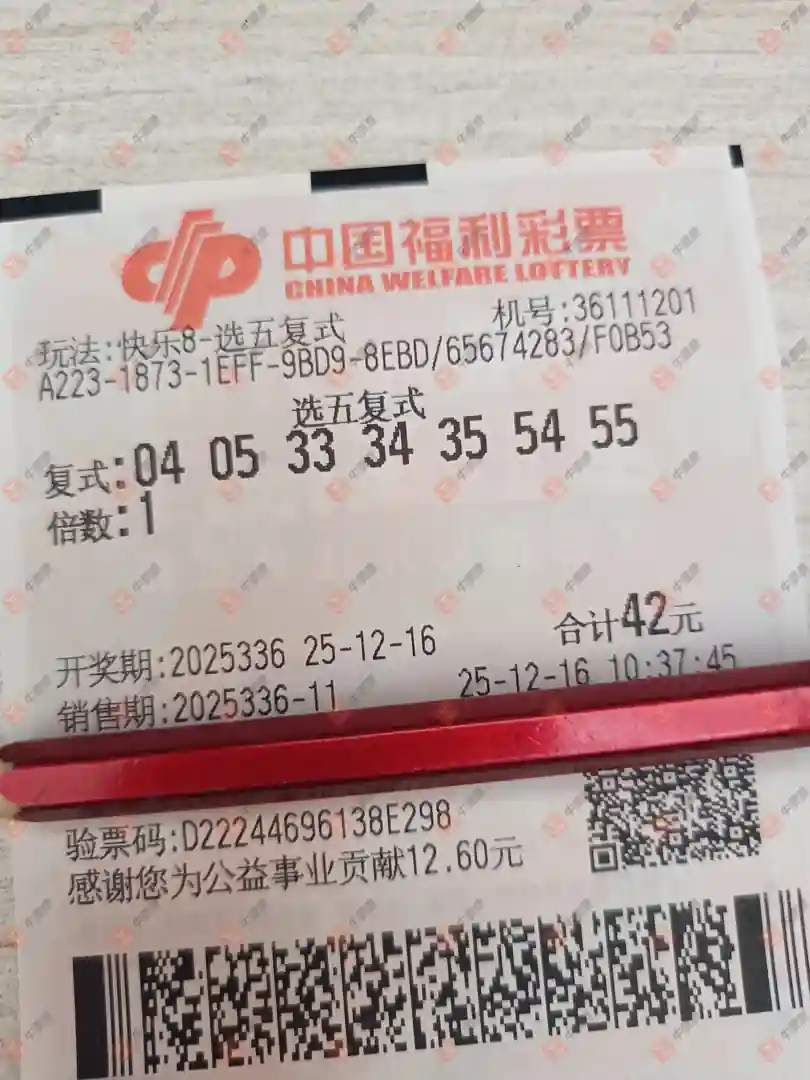 中国福利彩票
CHINA WELFARE LOTTERY
玩法:快乐8-选五复式 机号:36111201
A223-1873-1EFF-9BD9-8EBD/65674283/F0B53
选五复式
复式:04 05 33 34 35 54 55
倍数:1
合计42元
开奖期:2025336 25-12-16
销售期:2025336-11 25-12-16 10:37:45
验票码:D22244696138E298
感谢您为公益事业贡献12.60元